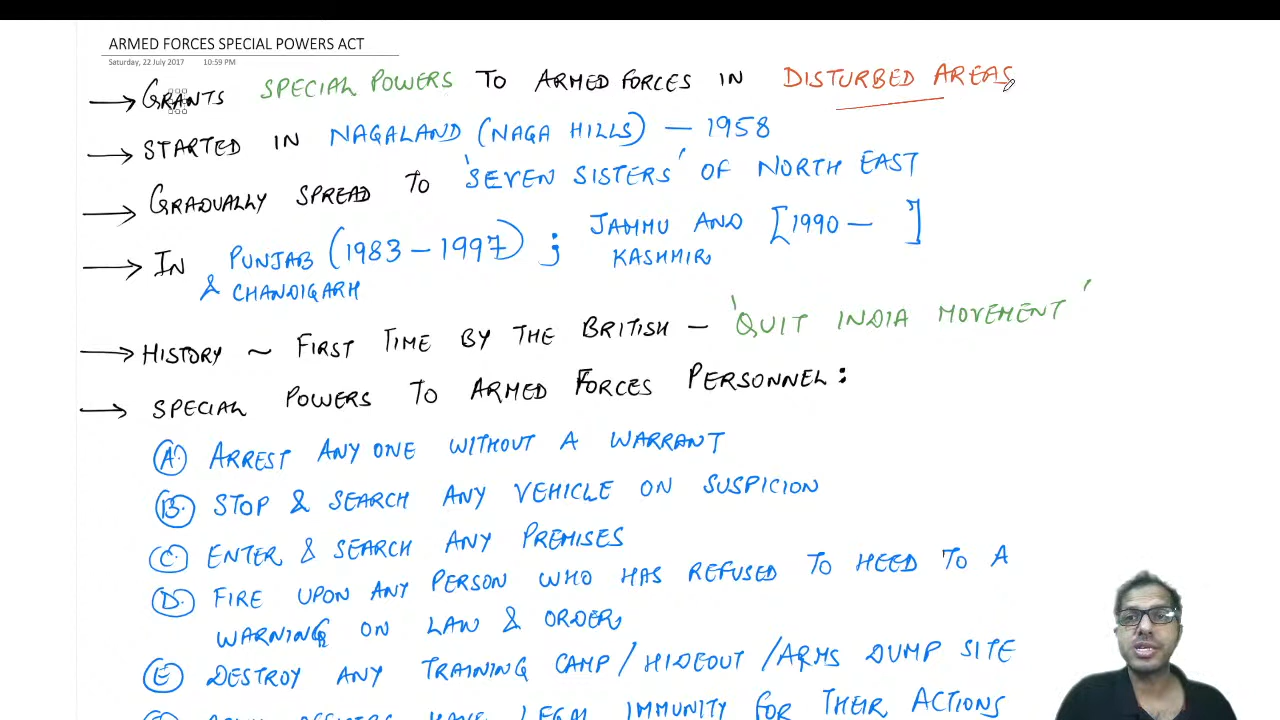 ARMED FORCES SPECIAL POWERS ACT
Saturday, 22 July 2017 10:59 PM
→ GRANTS SPECIAL POWERS TO ARMED FORCES IN DISTURBED AREAS
→ STARTED IN NAGALAND (NAGA HILLS) — 1958
→ GRADUALLY SPREAD TO 'SEVEN SISTERS' OF NORTH EAST
→ IN PUNJAB (1983 – 1997) ; JAMMU AND [1990 — ]
& CHANDIGARH KASHMIR
→ HISTORY ~ FIRST TIME BY THE BRITISH – 'QUIT INDIA MOVEMENT'
→ SPECIAL POWERS TO ARMED FORCES PERSONNEL:
A. ARREST ANY ONE WITHOUT A WARRANT
B. STOP & SEARCH ANY VEHICLE ON SUSPICION
C. ENTER & SEARCH ANY PREMISES
D. FIRE UPON ANY PERSON WHO HAS REFUSED TO HEED TO A
WARNING ON LAW & ORDER
E DESTROY ANY TRAINING CAMP/HIDEOUT/ARMS DUMP SITE
LEGAL IMMUNITY FOR THEIR ACTIONS